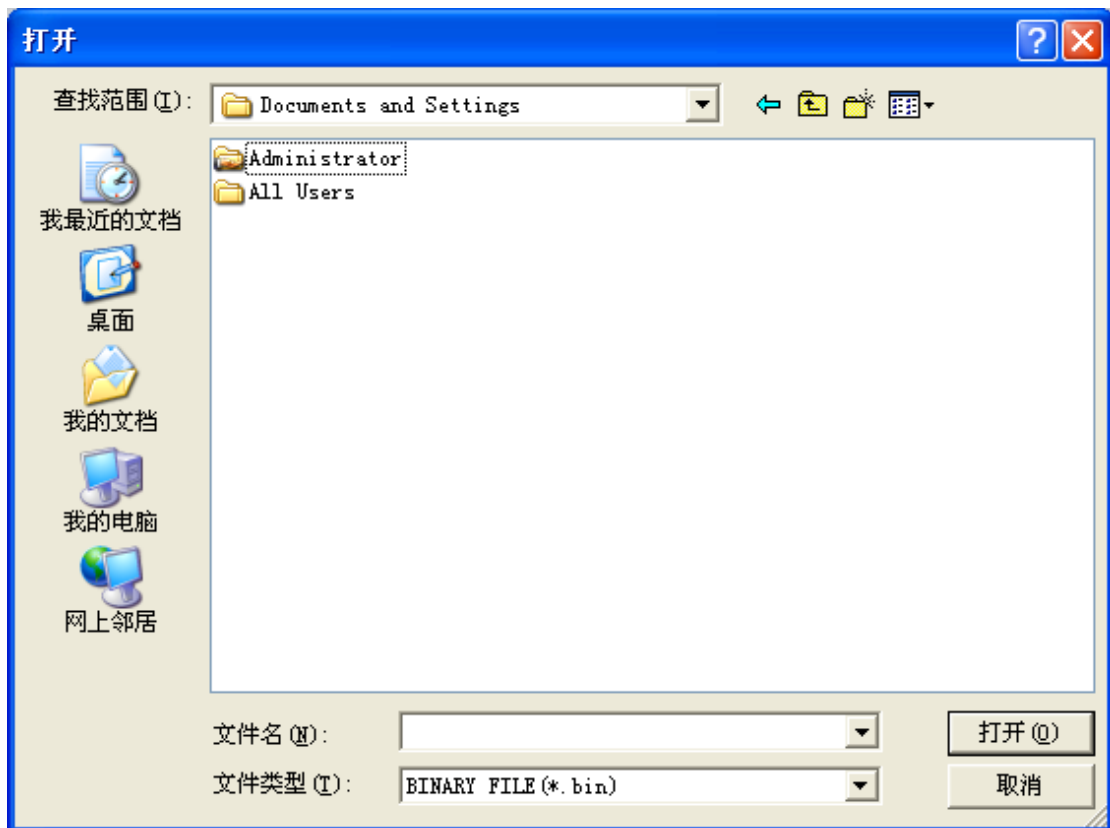 打开
查找范围(I):
Documents and Settings
Administrator
All Users
我最近的文档
桌面
我的文档
我的电脑
网上邻居
文件名(N):
打开(O)
文件类型(T):
BINARY FILE(*.bin)
取消